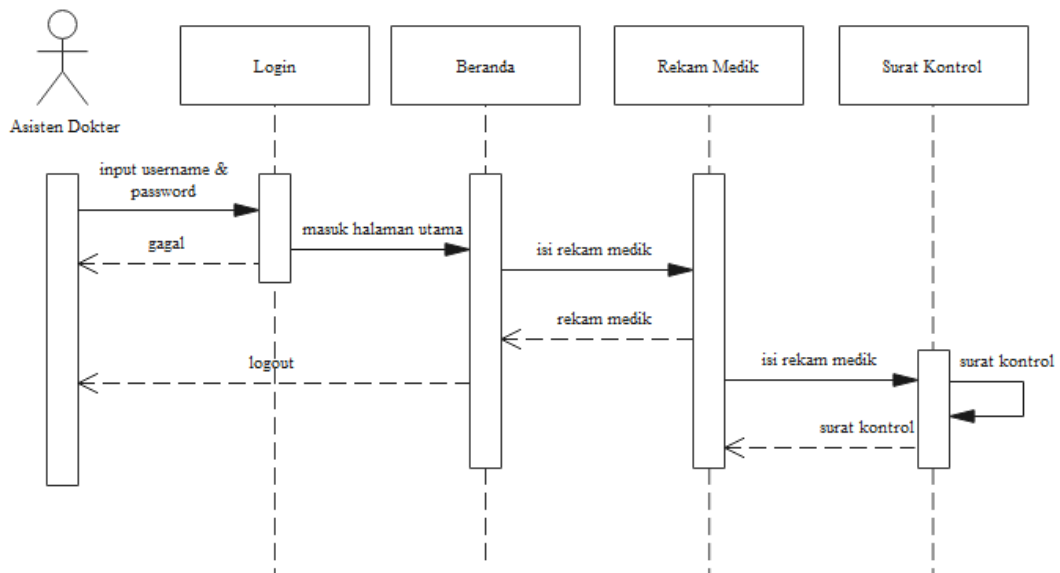 Login
Beranda
Rekam Medik
Surat Kontrol
Asisten Dokter
input username &
password
masuk halaman utama
gagal
isi rekam medik
rekam medik
logout
isi rekam medik
surat kontrol
surat kontrol